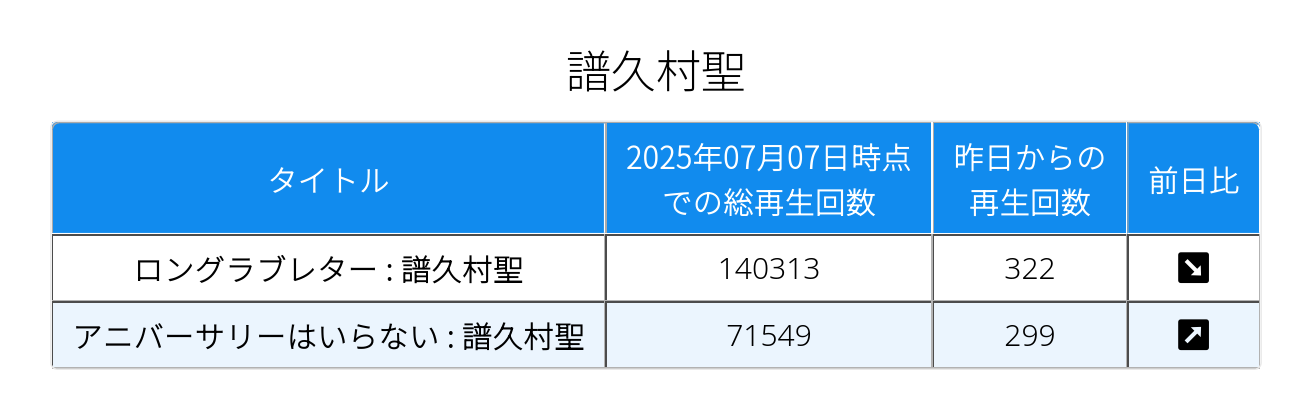 譜久村聖
タイトル
2025年07月07日時点
での総再生回数
昨日からの
再生回数
前日比
ロングラブレター : 譜久村聖
140313
322
アニバーサリーはいらない : 譜久村聖
71549
299